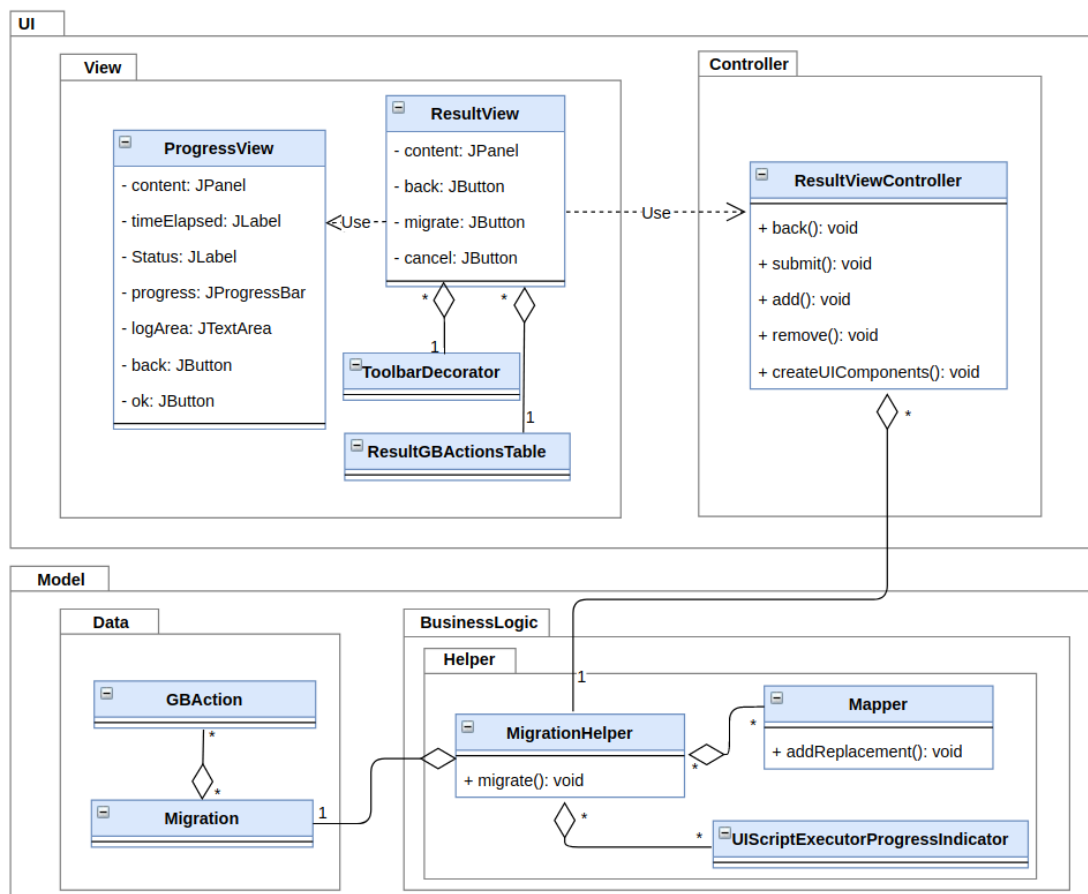 UI
View
ProgressView
- content: JPanel
- timeElapsed: JLabel
- Status: JLabel
- progress: JProgressBar
- logArea: JTextArea
- back: JButton
- ok: JButton
Use
ResultView
- content: JPanel
- back: JButton
- migrate: JButton
- cancel: JButton
*
*
1
ToolbarDecorator
1
ResultGBActionsTable
Use
Controller
ResultViewController
+ back(): void
+ submit(): void
+ add(): void
+ remove(): void
+ createUIComponents(): void
*
Model
Data
GBAction
*
*
Migration
1
BusinessLogic
Helper
1
MigrationHelper
+ migrate(): void
*
*
Mapper
+ addReplacement(): void
*
*
UIScriptExecutorProgressIndicator